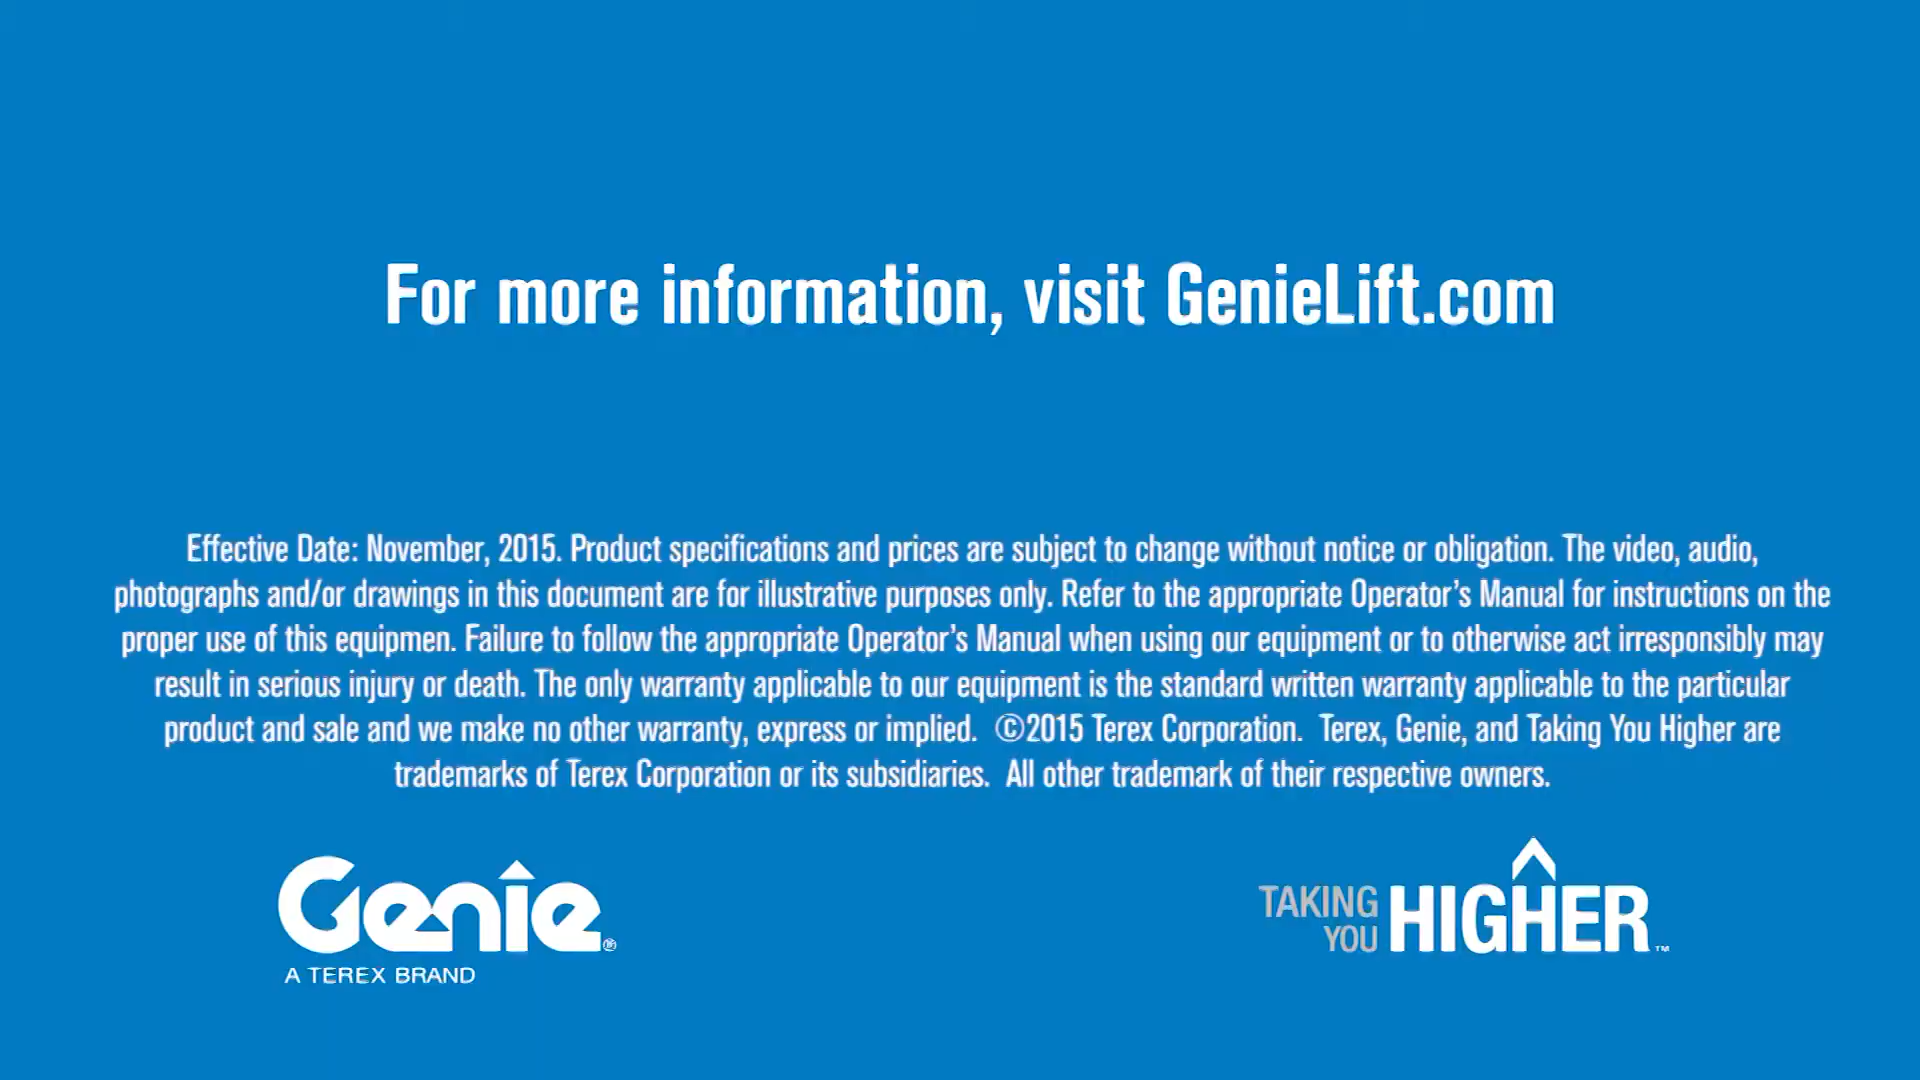 For more information, visit GenieLift.com
Effective Date: November, 2015. Product specifications and prices are subject to change without notice or obligation. The video, audio,
photographs and/or drawings in this document are for illustrative purposes only. Refer to the appropriate Operator's Manual for instructions on the
proper use of this equipmen. Failure to follow the appropriate Operator's Manual when using our equipment or to otherwise act irresponsibly may
result in serious injury or death. The only warranty applicable to our equipment is the standard written warranty applicable to the particular
product and sale and we make no other warranty, express or implied. ©2015 Terex Corporation. Terex, Genie, and Taking You Higher are
trademarks of Terex Corporation or its subsidiaries. All other trademark of their respective owners.
Genie®
A TEREX BRAND
TAKING
YOU
HIGHER™